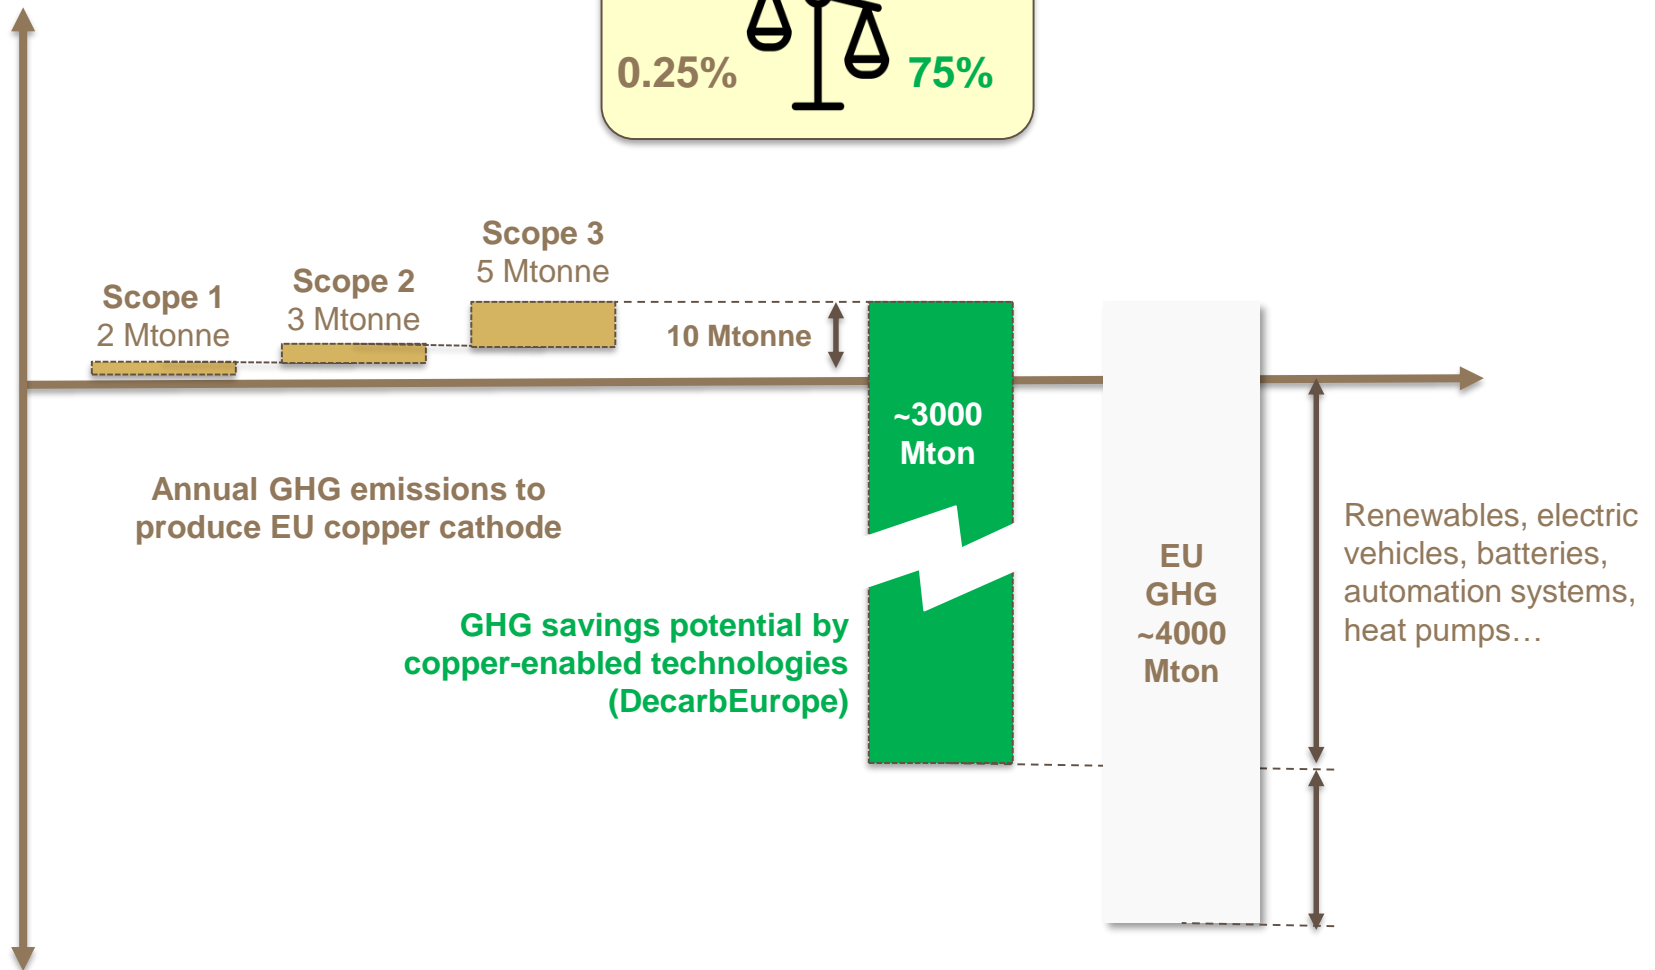 0.25%
75%
Scope 1
2 Mtonne
Scope 2
3 Mtonne
Scope 3
5 Mtonne
10 Mtonne
~3000
Mton
Annual GHG emissions to
produce EU copper cathode
GHG savings potential by
copper-enabled technologies
(DecarbEurope)
EU
GHG
~4000
Mton
Renewables, electric
vehicles, batteries,
automation systems,
heat pumps…